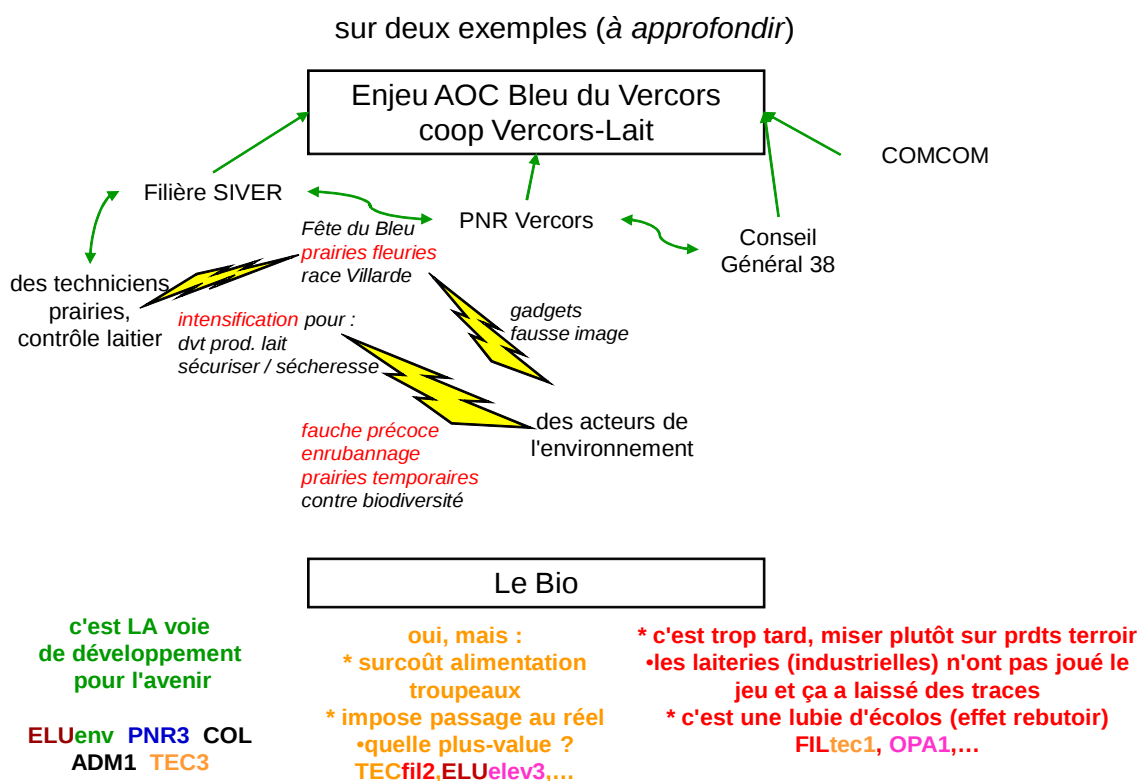 sur deux exemples (à approfondir)
Enjeu AOC Bleu du Vercors
coop Vercors-Lait
COMCOM
Filière SIVER
PNR Vercors
Conseil
Général 38
Fête du Bleu
prairies fleuries
race Villarde
des techniciens
prairies,
contrôle laitier
gadgets
fausse image
intensification pour :
dvt prod. lait
sécuriser / sécheresse
des acteurs de
l'environnement
fauche précoce
enrubannage
prairies temporaires
contre biodiversité
Le Bio
c'est LA voie
de développement
pour l'avenir
ELUenv PNR3 COL
ADM1 TEC3
oui, mais :
* surcoût alimentation
troupeaux
* impose passage au réel
•quelle plus-value ?
TECfil2,ELUelev3,…
* c'est trop tard, miser plutôt sur prdts terroir
•les laiteries (industrielles) n'ont pas joué le
jeu et ça a laissé des traces
* c'est une lubie d'écolos (effet rebutoir)
FILtec1, OPA1,…